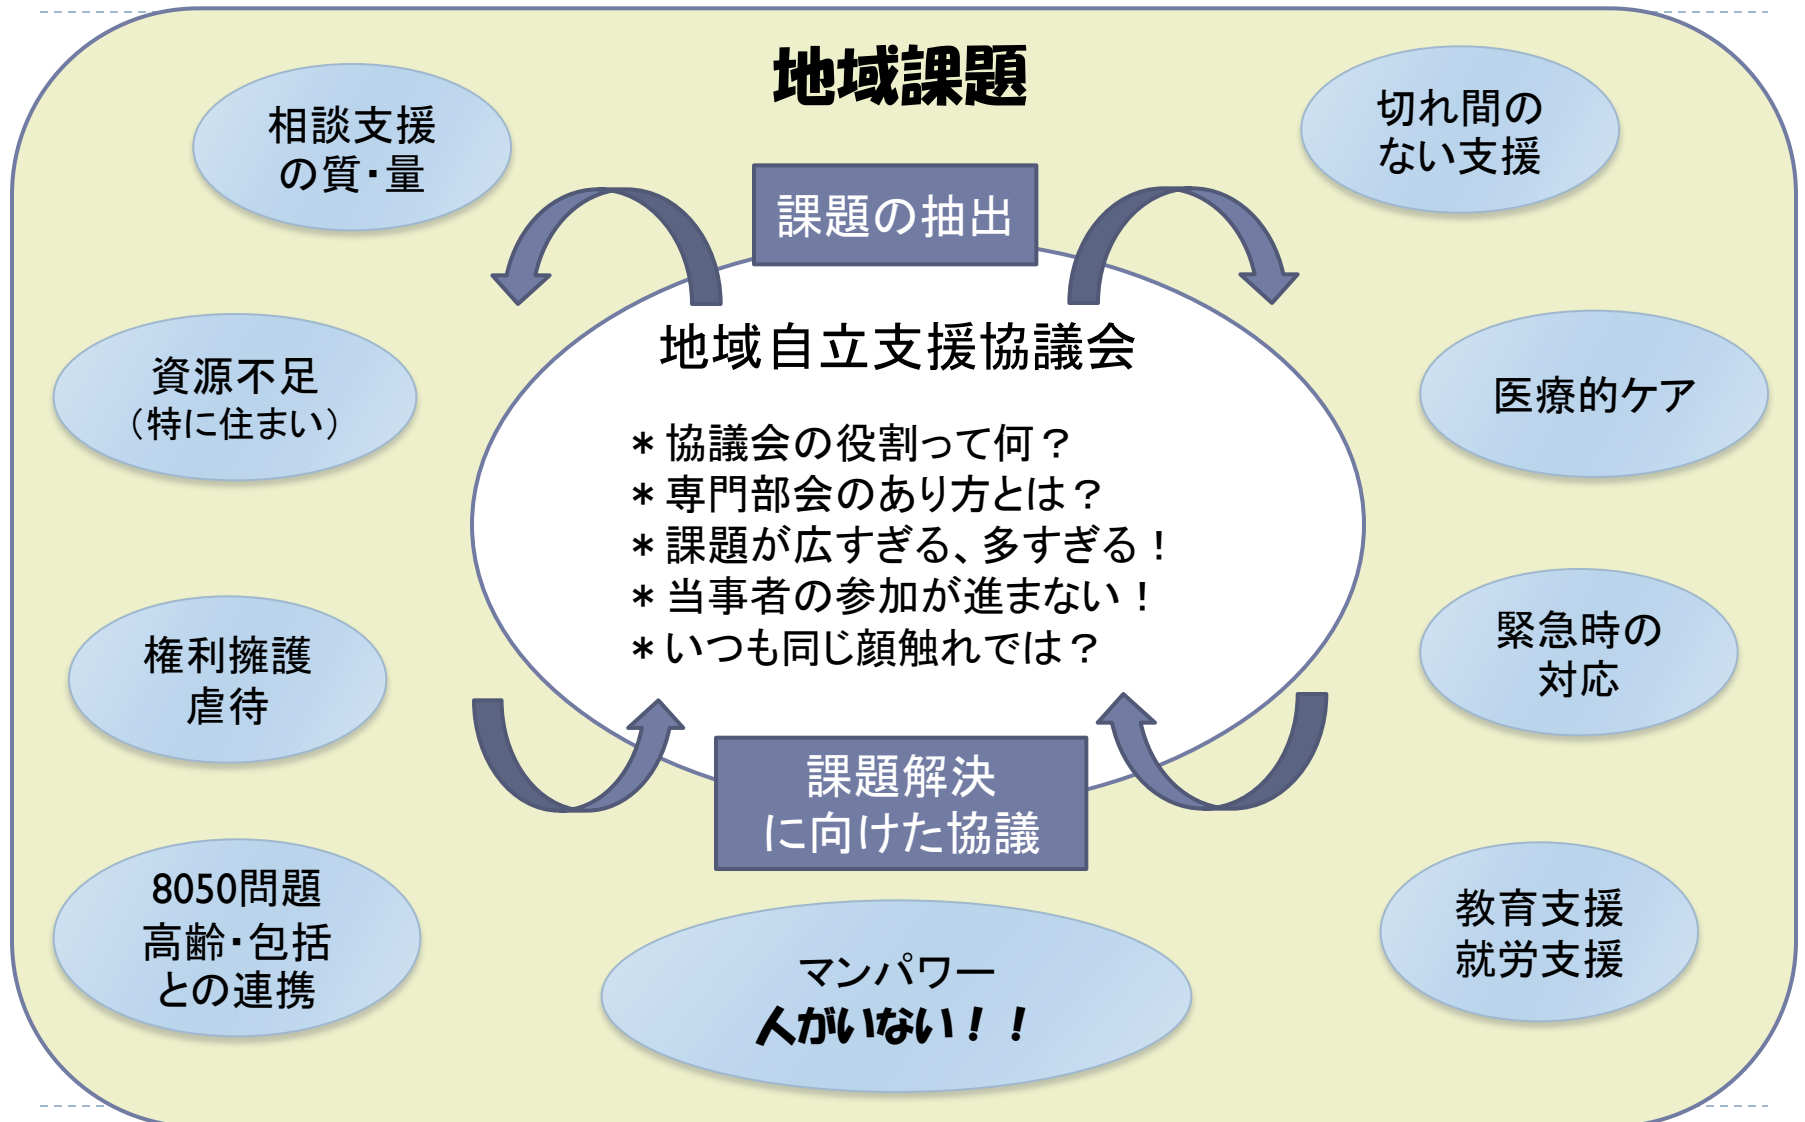 地域課題
相談支援
の質・量
切れ間の
ない支援
課題の抽出
地域自立支援協議会
資源不足
（特に住まい）
医療的ケア
＊協議会の役割って何？
＊専門部会のあり方とは？
＊課題が広すぎる、多すぎる！
＊当事者の参加が進まない！
＊いつも同じ顔触れでは？
権利擁護
虐待
緊急時の
対応
課題解決
に向けた協議
8050問題
高齢・包括
との連携
教育支援
就労支援
マンパワー
人がいない！！